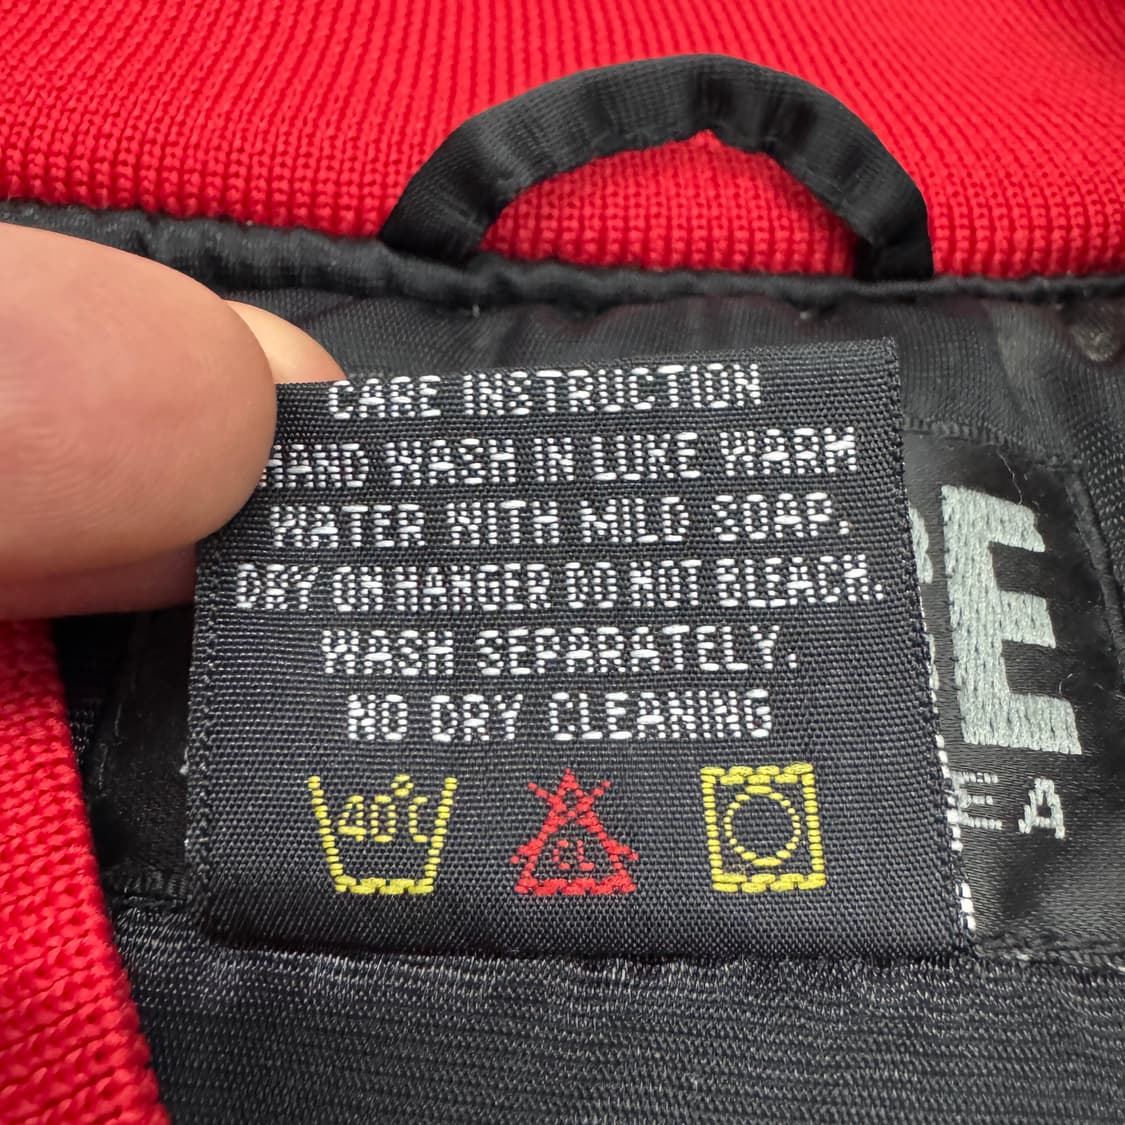 CARE INSTRUCTION
HAND WASH IN LUKE WARM
WATER WITH MILD SOAP.
DRY ON HANGER DO NOT BLEACH.
WASH SEPARATELY.
NO DRY CLEANING
40°C
CL
E
E A